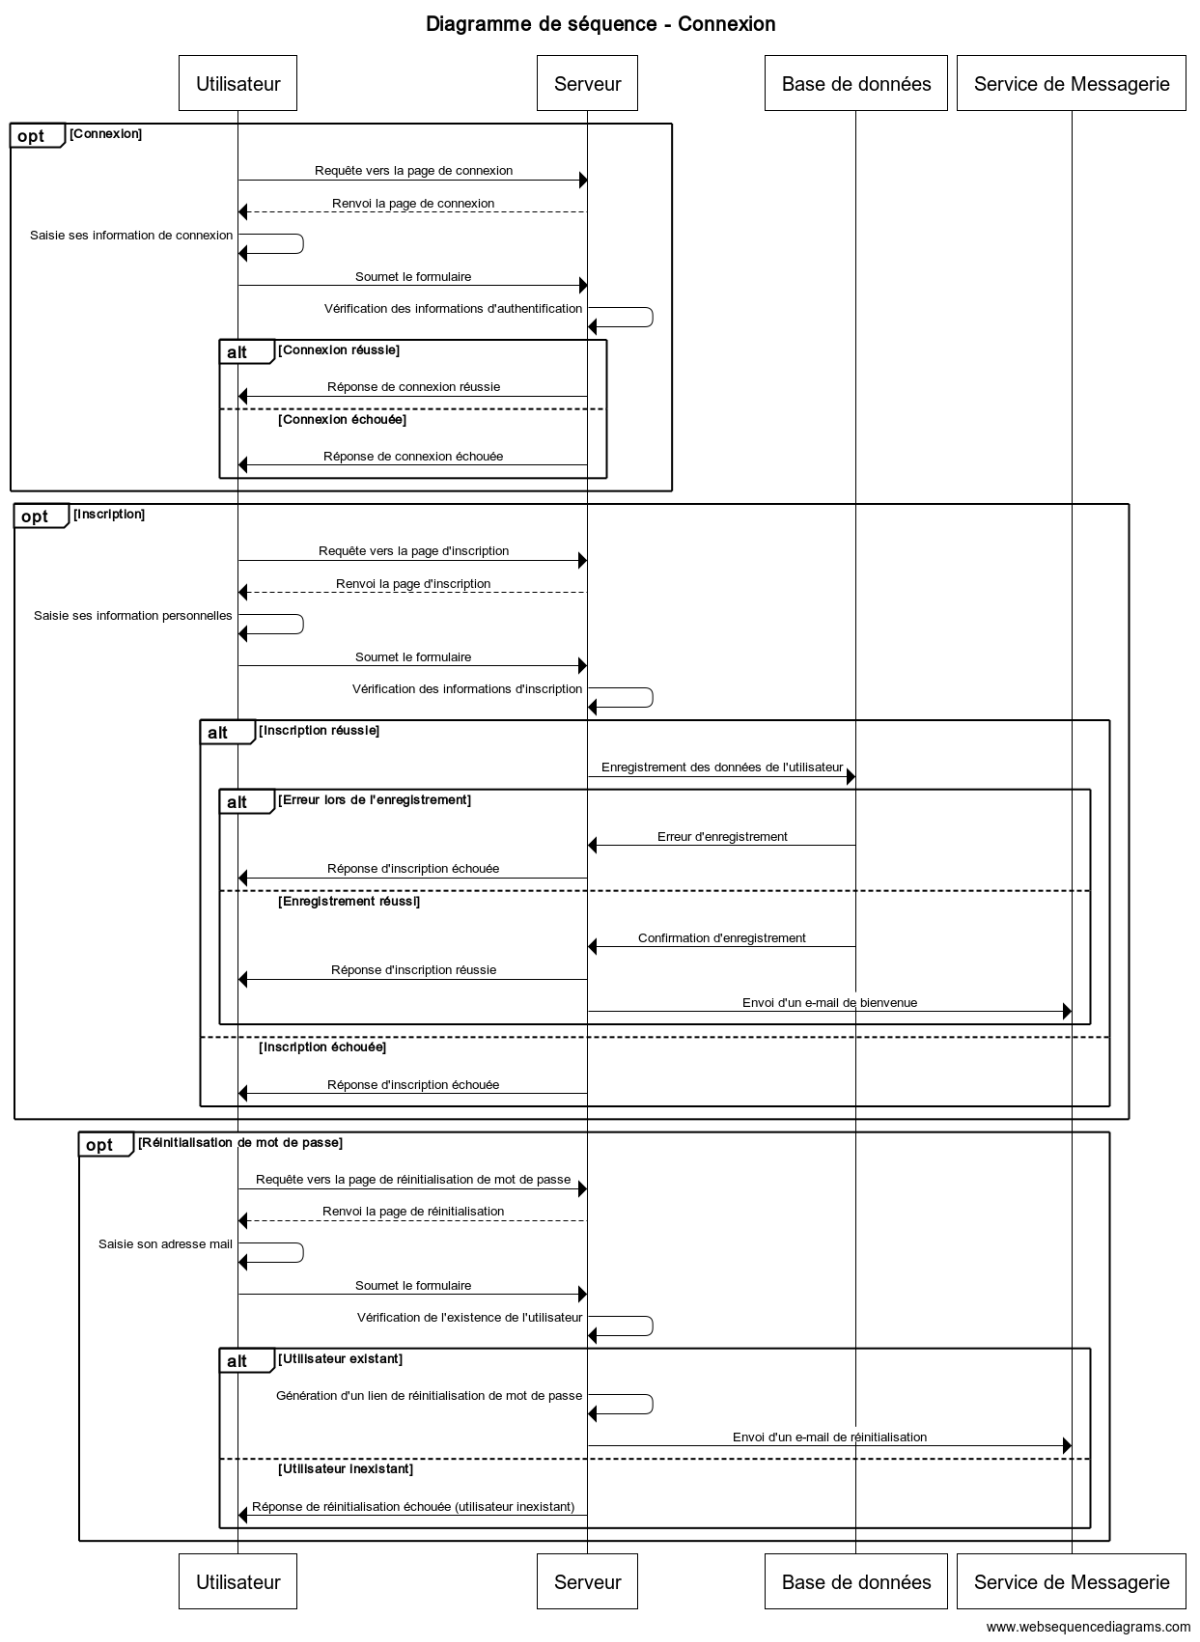 Diagramme de séquence - Connexion
Utilisateur
Serveur
Base de données
Service de Messagerie
opt
[Connexion]
Requête vers la page de connexion
Renvoi la page de connexion
Saisie ses information de connexion
Soumet le formulaire
Vérification des informations d'authentification
alt
[Connexion réussie]
Réponse de connexion réussie
[Connexion échouée]
Réponse de connexion échouée
opt
[Inscription]
Requête vers la page d'inscription
Renvoi la page d'inscription
Saisie ses information personnelles
Soumet le formulaire
Vérification des informations d'inscription
alt
[Inscription réussie]
Enregistrement des données de l'utilisateur
alt
[Erreur lors de l'enregistrement]
Erreur d'enregistrement
Réponse d'inscription échouée
[Enregistrement réussi]
Confirmation d'enregistrement
Réponse d'inscription réussie
Envoi d'un e-mail de bienvenue
[Inscription échouée]
Réponse d'inscription échouée
opt
[Réinitialisation de mot de passe]
Requête vers la page de réinitialisation de mot de passe
Renvoi la page de réinitialisation
Saisie son adresse mail
Soumet le formulaire
Vérification de l'existence de l'utilisateur
alt
[Utilisateur existant]
Génération d'un lien de réinitialisation de mot de passe
Envoi d'un e-mail de réinitialisation
[Utilisateur inexistant]
Réponse de réinitialisation échouée (utilisateur inexistant)
Utilisateur
Serveur
Base de données
Service de Messagerie
www.websequencediagrams.com